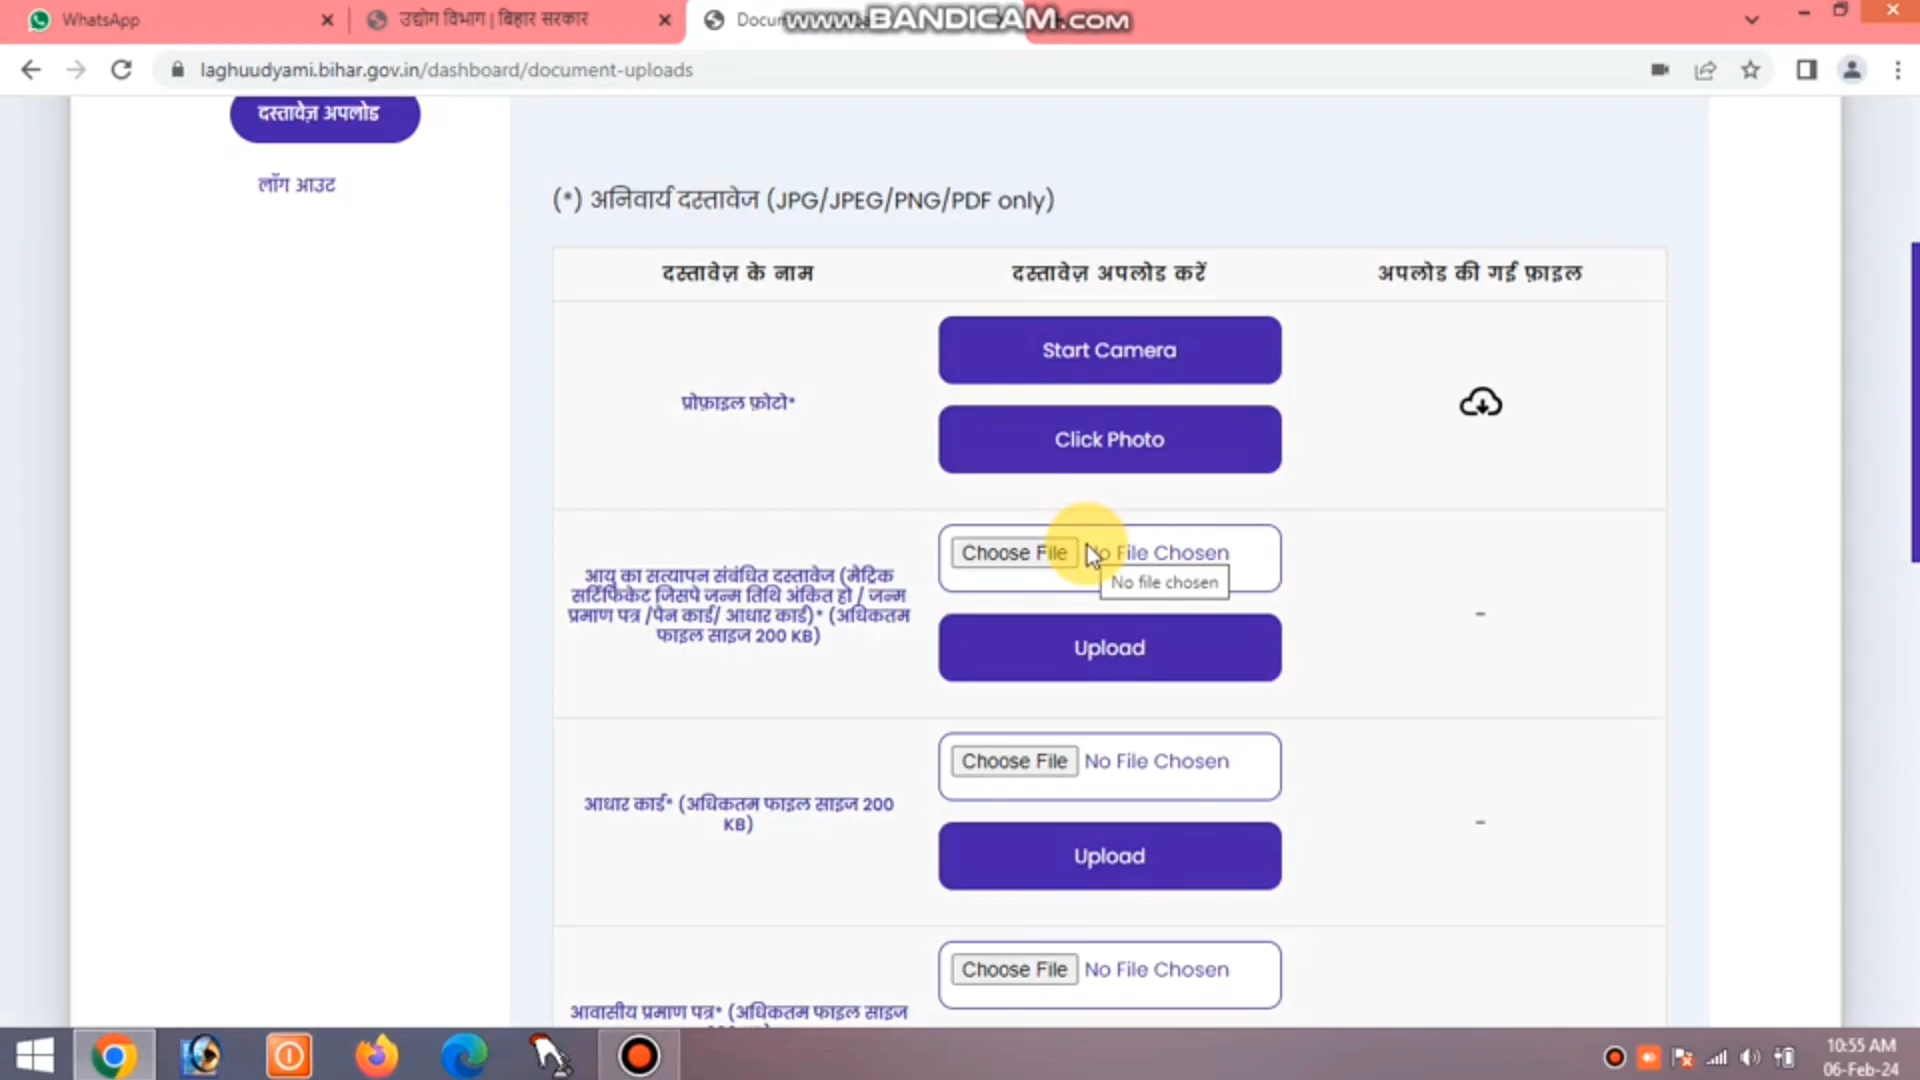 WhatsApp
उद्योग विभाग | बिहार सरकार
Docum
www.BANDICAM.com
laghuudyami.bihar.gov.in/dashboard/document-uploads
दस्तावेज़ अपलोड
लॉग आउट
(*) अनिवार्य दस्तावेज (JPG/JPEG/PNG/PDF only)
दस्तावेज़ के नाम
दस्तावेज़ अपलोड करें
अपलोड की गई फ़ाइल
प्रोफ़ाइल फ़ोटो*
Start Camera
Click Photo
आयु का सत्यापन संबंधित दस्तावेज (मैट्रिक
सर्टिफिकेट जिसपे जन्म तिथि अंकित हो / जन्म
प्रमाण पत्र /पैन कार्ड/ आधार कार्ड)* (अधिकतम
फाइल साइज 200 KB)
Choose File No File Chosen
No file chosen
Upload
-
आधार कार्ड* (अधिकतम फाइल साइज 200
KB)
Choose File No File Chosen
Upload
-
आवासीय प्रमाण पत्र* (अधिकतम फाइल साइज
Choose File No File Chosen
10:55 AM
06-Feb-24